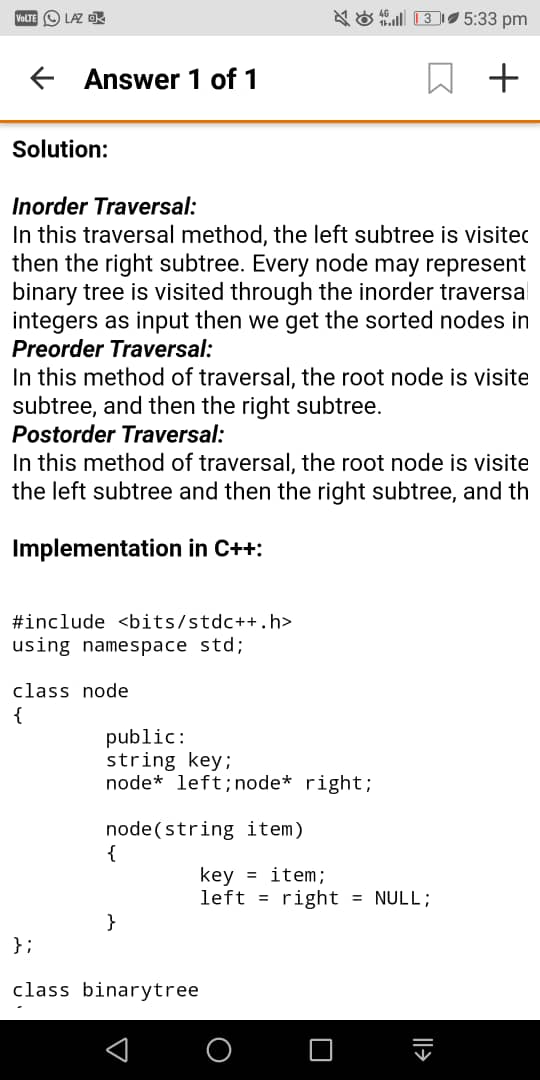 VoLTE LAZ 4G 3 5:33 pm
Answer 1 of 1
Solution:
Inorder Traversal:
In this traversal method, the left subtree is visited
then the right subtree. Every node may represent
binary tree is visited through the inorder traversal
integers as input then we get the sorted nodes in
Preorder Traversal:
In this method of traversal, the root node is visite
subtree, and then the right subtree.
Postorder Traversal:
In this method of traversal, the root node is visite
the left subtree and then the right subtree, and th
Implementation in C++:
#include <bits/stdc++.h>
using namespace std;
class node
{
public:
string key;
node* left;node* right;
node(string item)
{
key = item;
left = right = NULL;
}
};
class binarytree